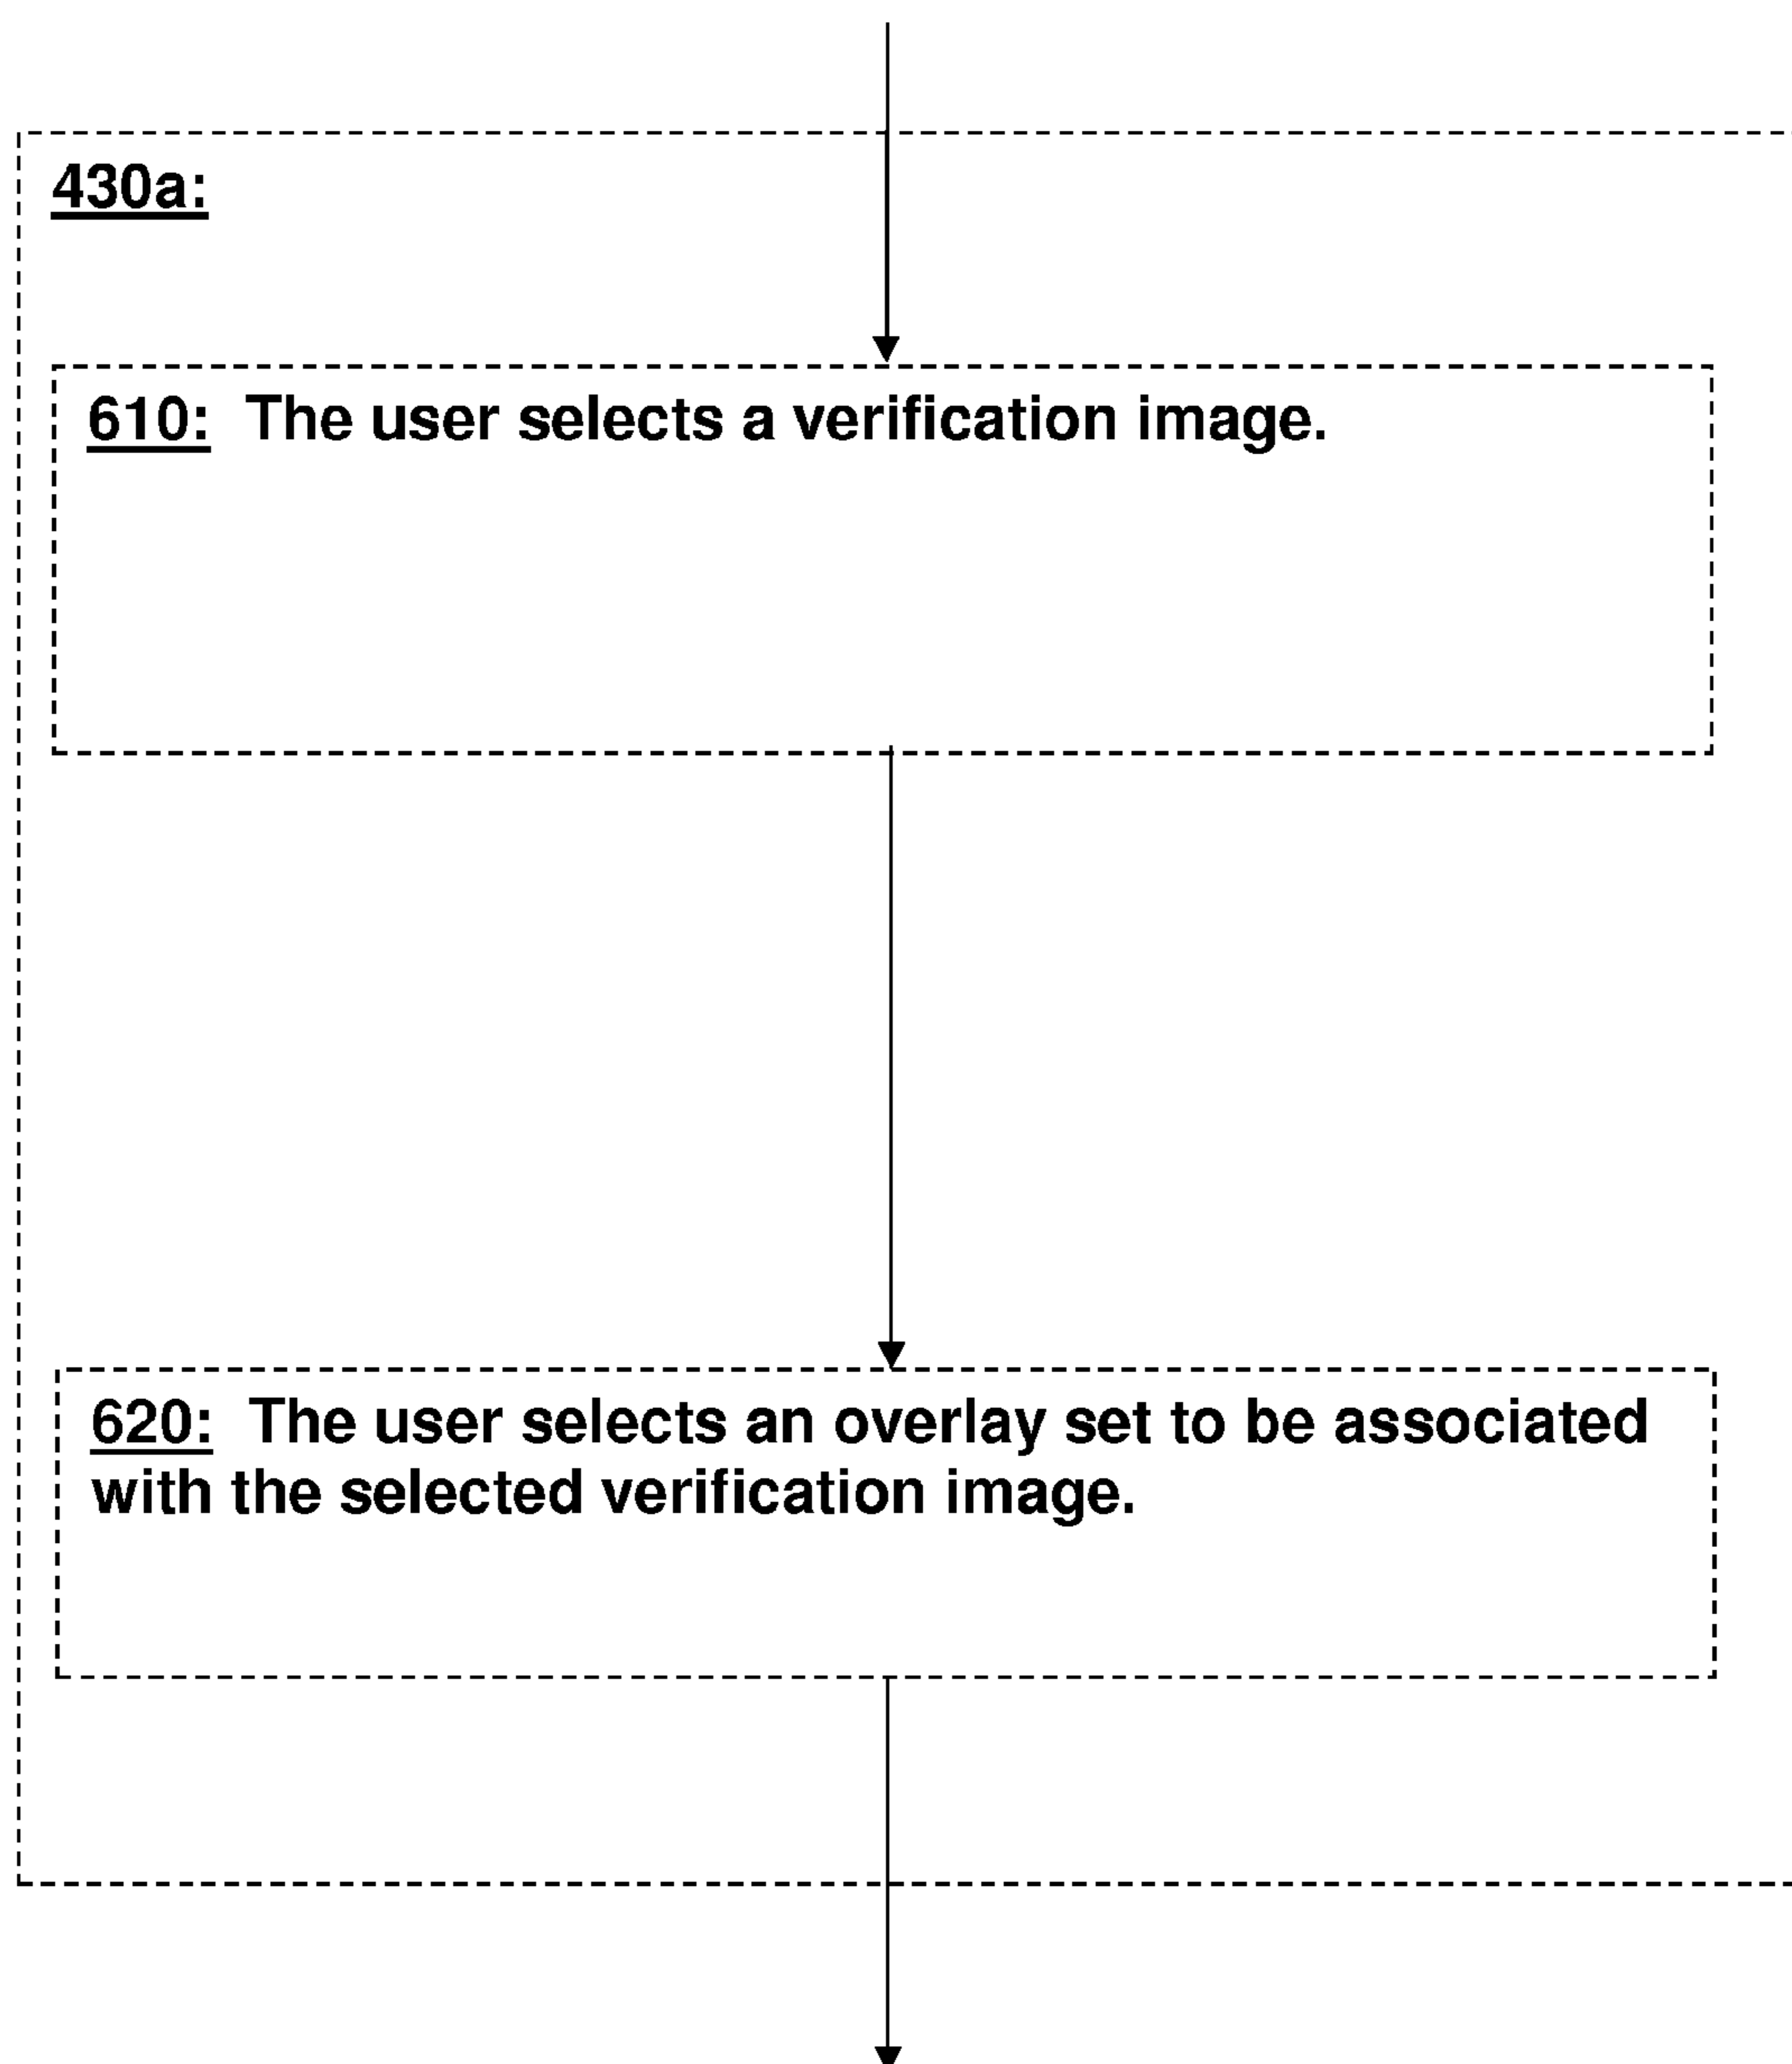 430a:
610: The user selects a verification image.
620: The user selects an overlay set to be associated
with the selected verification image.